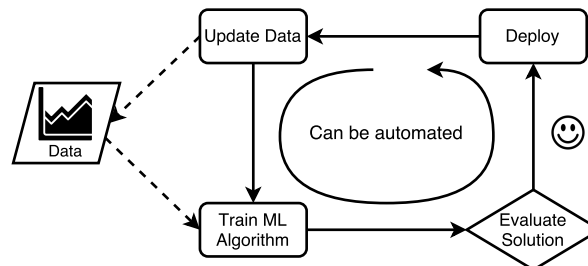 Update Data
Deploy
Data
Can be automated
Train ML
Algorithm
Evaluate
Solution